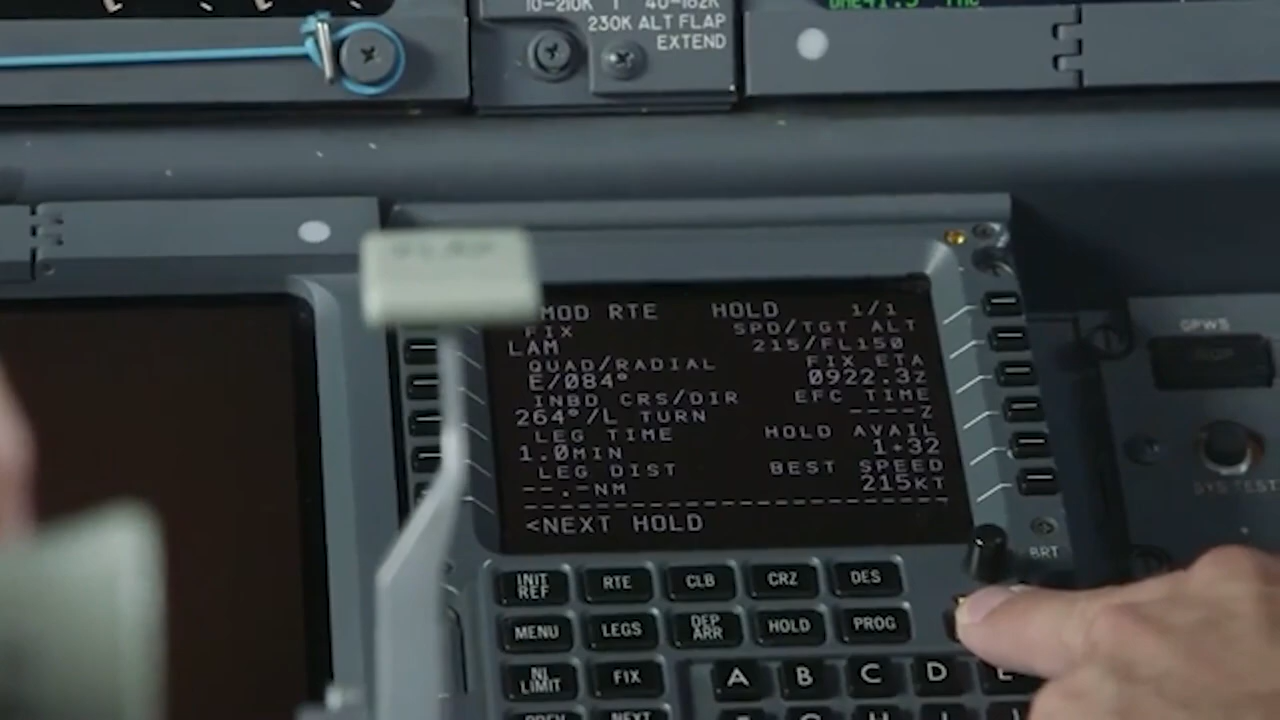 230K ALT FLAP
EXTEND
MOD RTE HOLD 1/1
FIX SPD/TGT ALT
LAM 215/FL150
QUAD/RADIAL FIX ETA
E/084° 0922.3Z
INBD CRS/DIR EFC TIME
264°/L TURN ----Z
LEG TIME HOLD AVAIL
1.0MIN 1+32
LEG DIST BEST SPEED
--.-NM 215KT
<NEXT HOLD
BRT
INIT REF RTE CLB CRZ DES
MENU LEGS DEP ARR HOLD PROG
N1 LIMIT FIX A B C D E
GPWS
SYS TEST